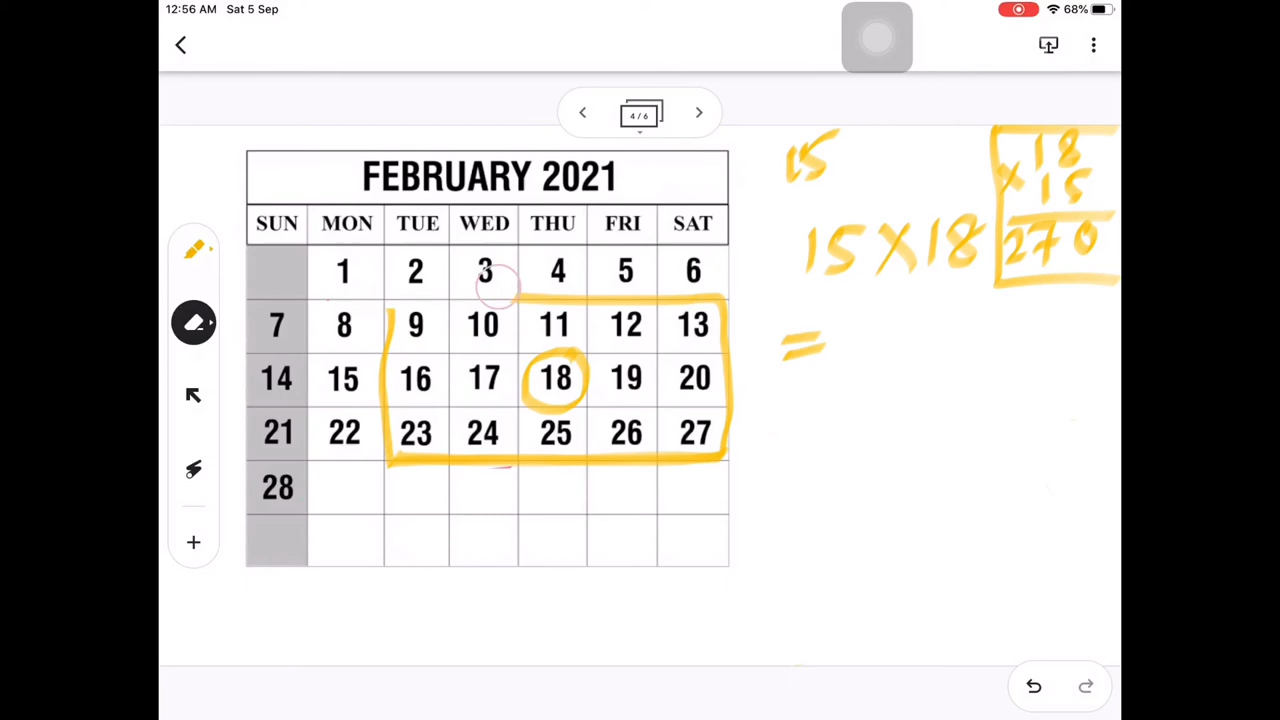 12:56 AM Sat 5 Sep 68%
4 / 6
FEBRUARY 2021
SUN MON TUE WED THU FRI SAT
1 2 3 4 5 6
7 8 9 10 11 12 13
14 15 16 17 18 19 20
21 22 23 24 25 26 27
28
15
15 X 18
=
18
x 15
270